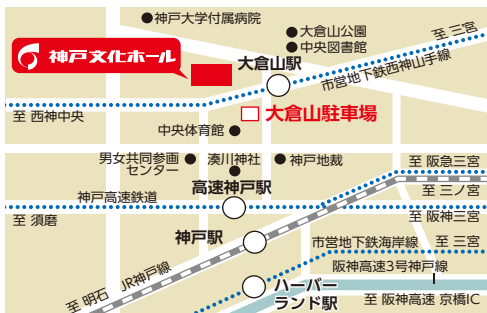 神戸大学付属病院
大倉山公園
中央図書館
至 三宮
神戸文化ホール
大倉山駅
市営地下鉄西神山手線
至 西神中央
大倉山駐車場
中央体育館
男女共同参画
センター
湊川神社
神戸地裁
至 阪急三宮
高速神戸駅
至 三ノ宮
神戸高速鉄道
至 須磨
至 阪神三宮
神戸駅
市営地下鉄海岸線
至 三宮
阪神高速3号神戸線
至 明石
JR神戸線
ハーバー
ランド駅
至 阪神高速 京橋IC